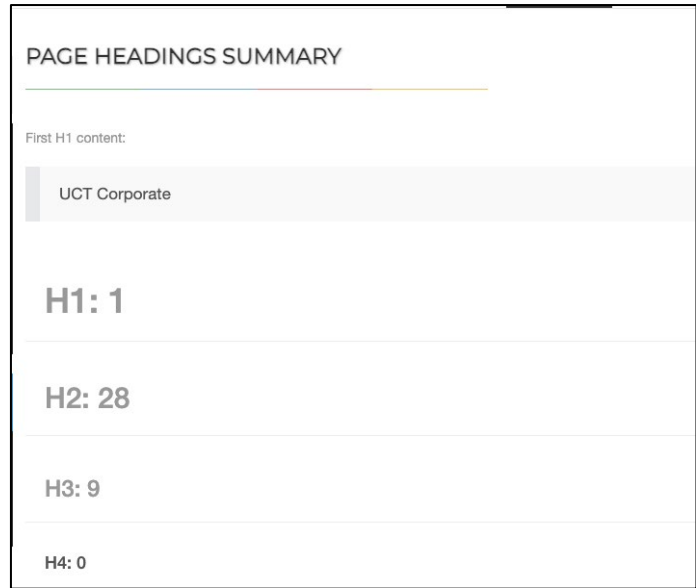 PAGE HEADINGS SUMMARY
First H1 content:
UCT Corporate
H1: 1
H2: 28
H3: 9
H4: 0